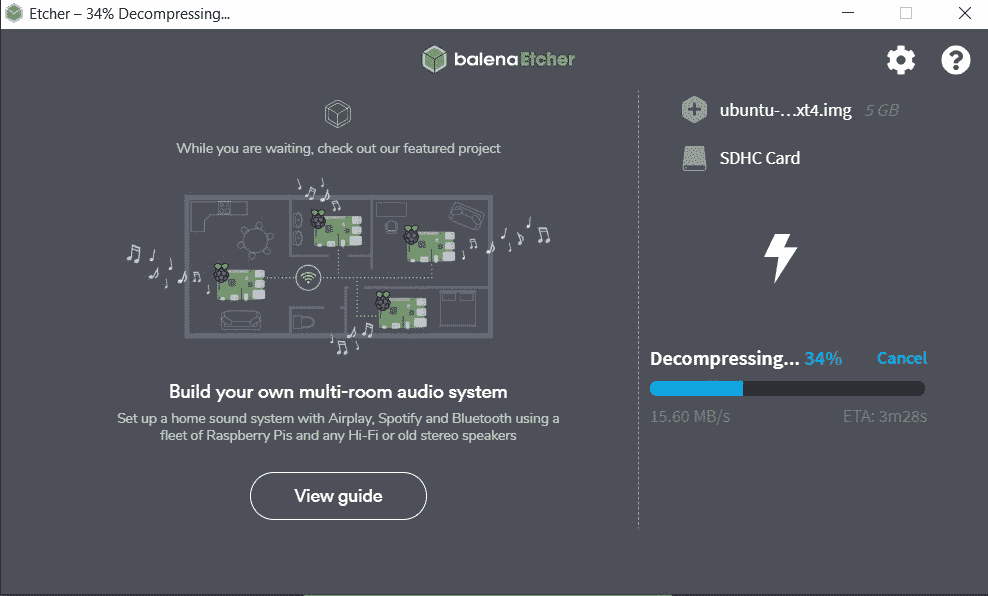 Etcher – 34% Decompressing...
balenaEtcher
While you are waiting, check out our featured project
Build your own multi-room audio system
Set up a home sound system with Airplay, Spotify and Bluetooth using a
fleet of Raspberry Pis and any Hi-Fi or old stereo speakers
View guide
ubuntu-...xt4.img 5 GB
SDHC Card
Decompressing... 34% Cancel
15.60 MB/s ETA: 3m28s